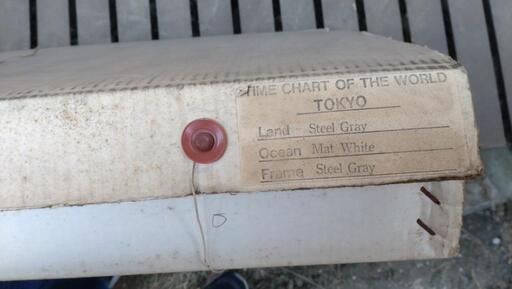 TIME CHART OF THE WORLD
TOKYO
Land Steel Gray
Ocean Mat White
Frame Steel Gray